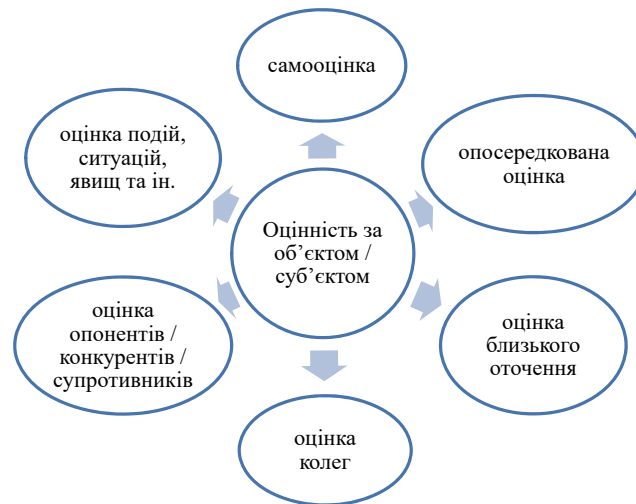 самооцінка
оцінка подій,
ситуацій,
явищ та ін.
опосередкована
оцінка
Оцінність за
об’єктом /
суб’єктом
оцінка
опонентів /
конкурентів /
супротивників
оцінка
близького
оточення
оцінка
колег